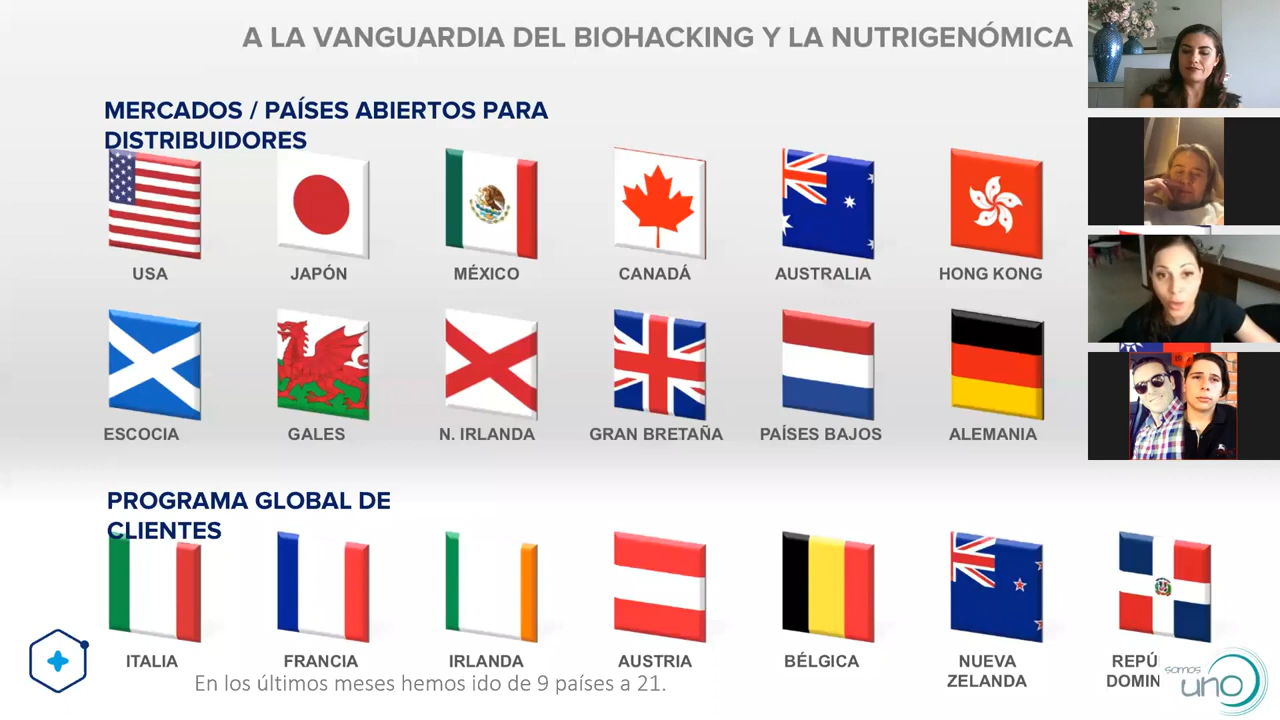 A LA VANGUARDIA DEL BIOHACKING Y LA NUTRIGENÓMICA
MERCADOS / PAÍSES ABIERTOS PARA
DISTRIBUIDORES
USA JAPÓN MÉXICO CANADÁ AUSTRALIA HONG KONG
ESCOCIA GALES N. IRLANDA GRAN BRETAÑA PAÍSES BAJOS ALEMANIA
PROGRAMA GLOBAL DE
CLIENTES
ITALIA FRANCIA IRLANDA AUSTRIA BÉLGICA NUEVA
ZELANDA
En los últimos meses hemos ido de 9 países a 21.
somos
uno